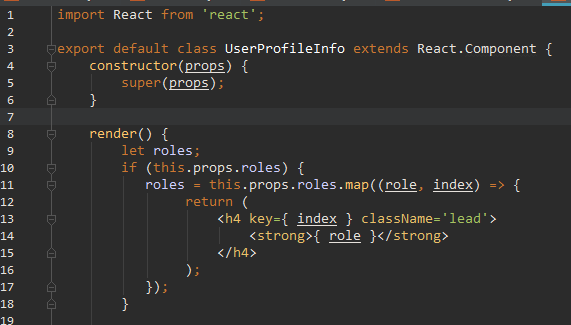 1 import React from 'react';
2
3 export default class UserProfileInfo extends React.Component {
4     constructor(props) {
5         super(props);
6     }
7
8     render() {
9         let roles;
10         if (this.props.roles) {
11            roles = this.props.roles.map((role, index) => {
12                 return (
13                     <h4 key={ index } className='lead'>
14                         <strong>{ role }</strong>
15                     </h4>
16                 );
17            });
18         }
19